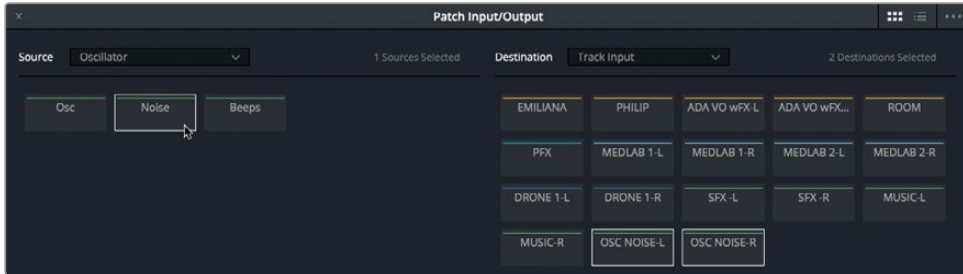 Patch Input/Output
Source Oscillator 1 Sources Selected Destination Track Input 2 Destinations Selected
Osc Noise Beeps EMILIANA PHILIP ADA VO wFX-L ADA VO wFX... ROOM
PFX MEDLAB 1-L MEDLAB 1-R MEDLAB 2-L MEDLAB 2-R
DRONE 1-L DRONE 1-R SFX -L SFX -R MUSIC-L
MUSIC-R OSC NOISE-L OSC NOISE-R